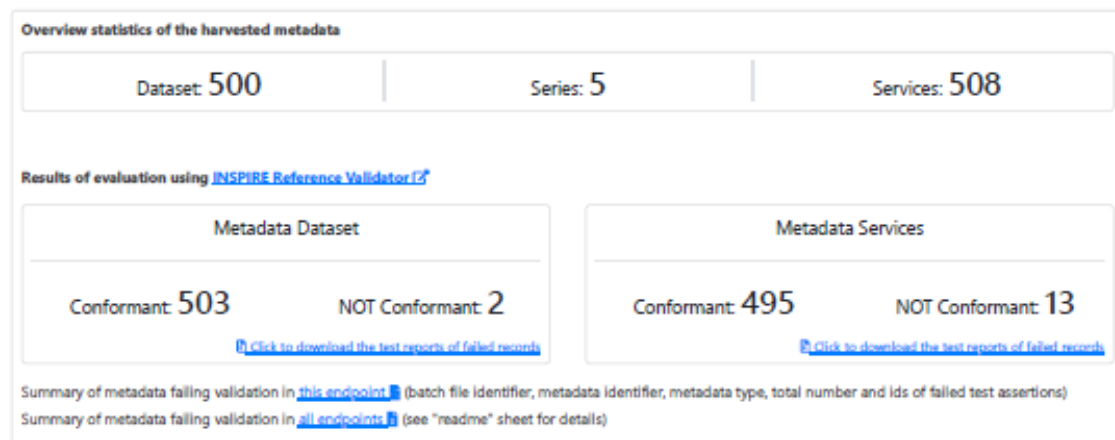 Overview statistics of the harvested metadata
Dataset: 500 Series: 5 Services: 508
Results of evaluation using INSPIRE Reference Validator
Metadata Dataset
Metadata Services
Conformant: 503 NOT Conformant: 2
Conformant: 495 NOT Conformant: 13
Click to download the test reports of failed records
Click to download the test reports of failed records
Summary of metadata failing validation in this endpoint (batch file identifier, metadata identifier, metadata type, total number and ids of failed test assertions)
Summary of metadata failing validation in all endpoints (see "readme" sheet for details)